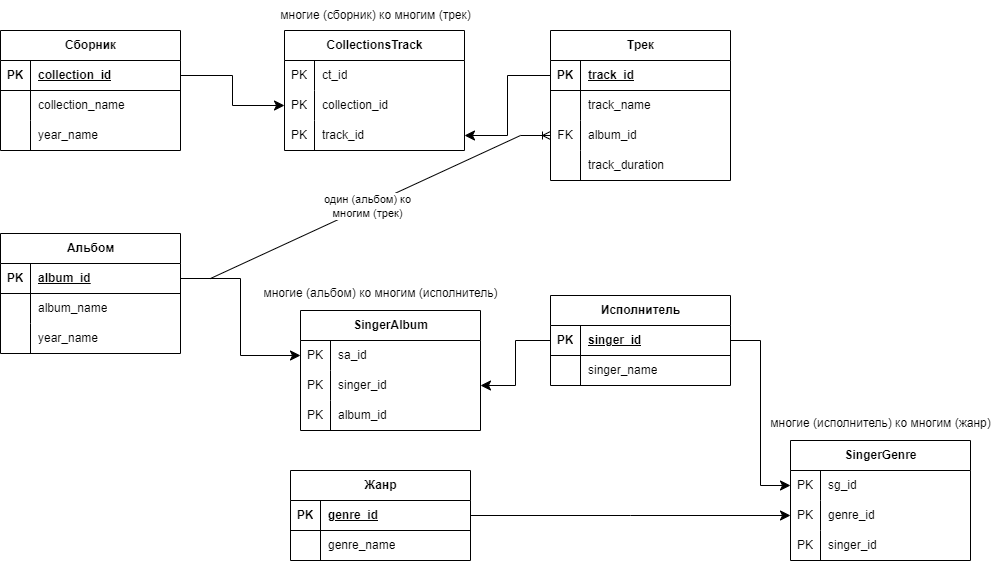 многие (сборник) ко многим (трек)
Сборник
PK collection_id
collection_name
year_name
CollectionsTrack
PK ct_id
PK collection_id
PK track_id
Трек
PK track_id
track_name
FK album_id
track_duration
один (альбом) ко
многим (трек)
Альбом
PK album_id
album_name
year_name
многие (альбом) ко многим (исполнитель)
SingerAlbum
PK sa_id
PK singer_id
PK album_id
Исполнитель
PK singer_id
singer_name
многие (исполнитель) ко многим (жанр)
SingerGenre
PK sg_id
PK genre_id
PK singer_id
Жанр
PK genre_id
genre_name